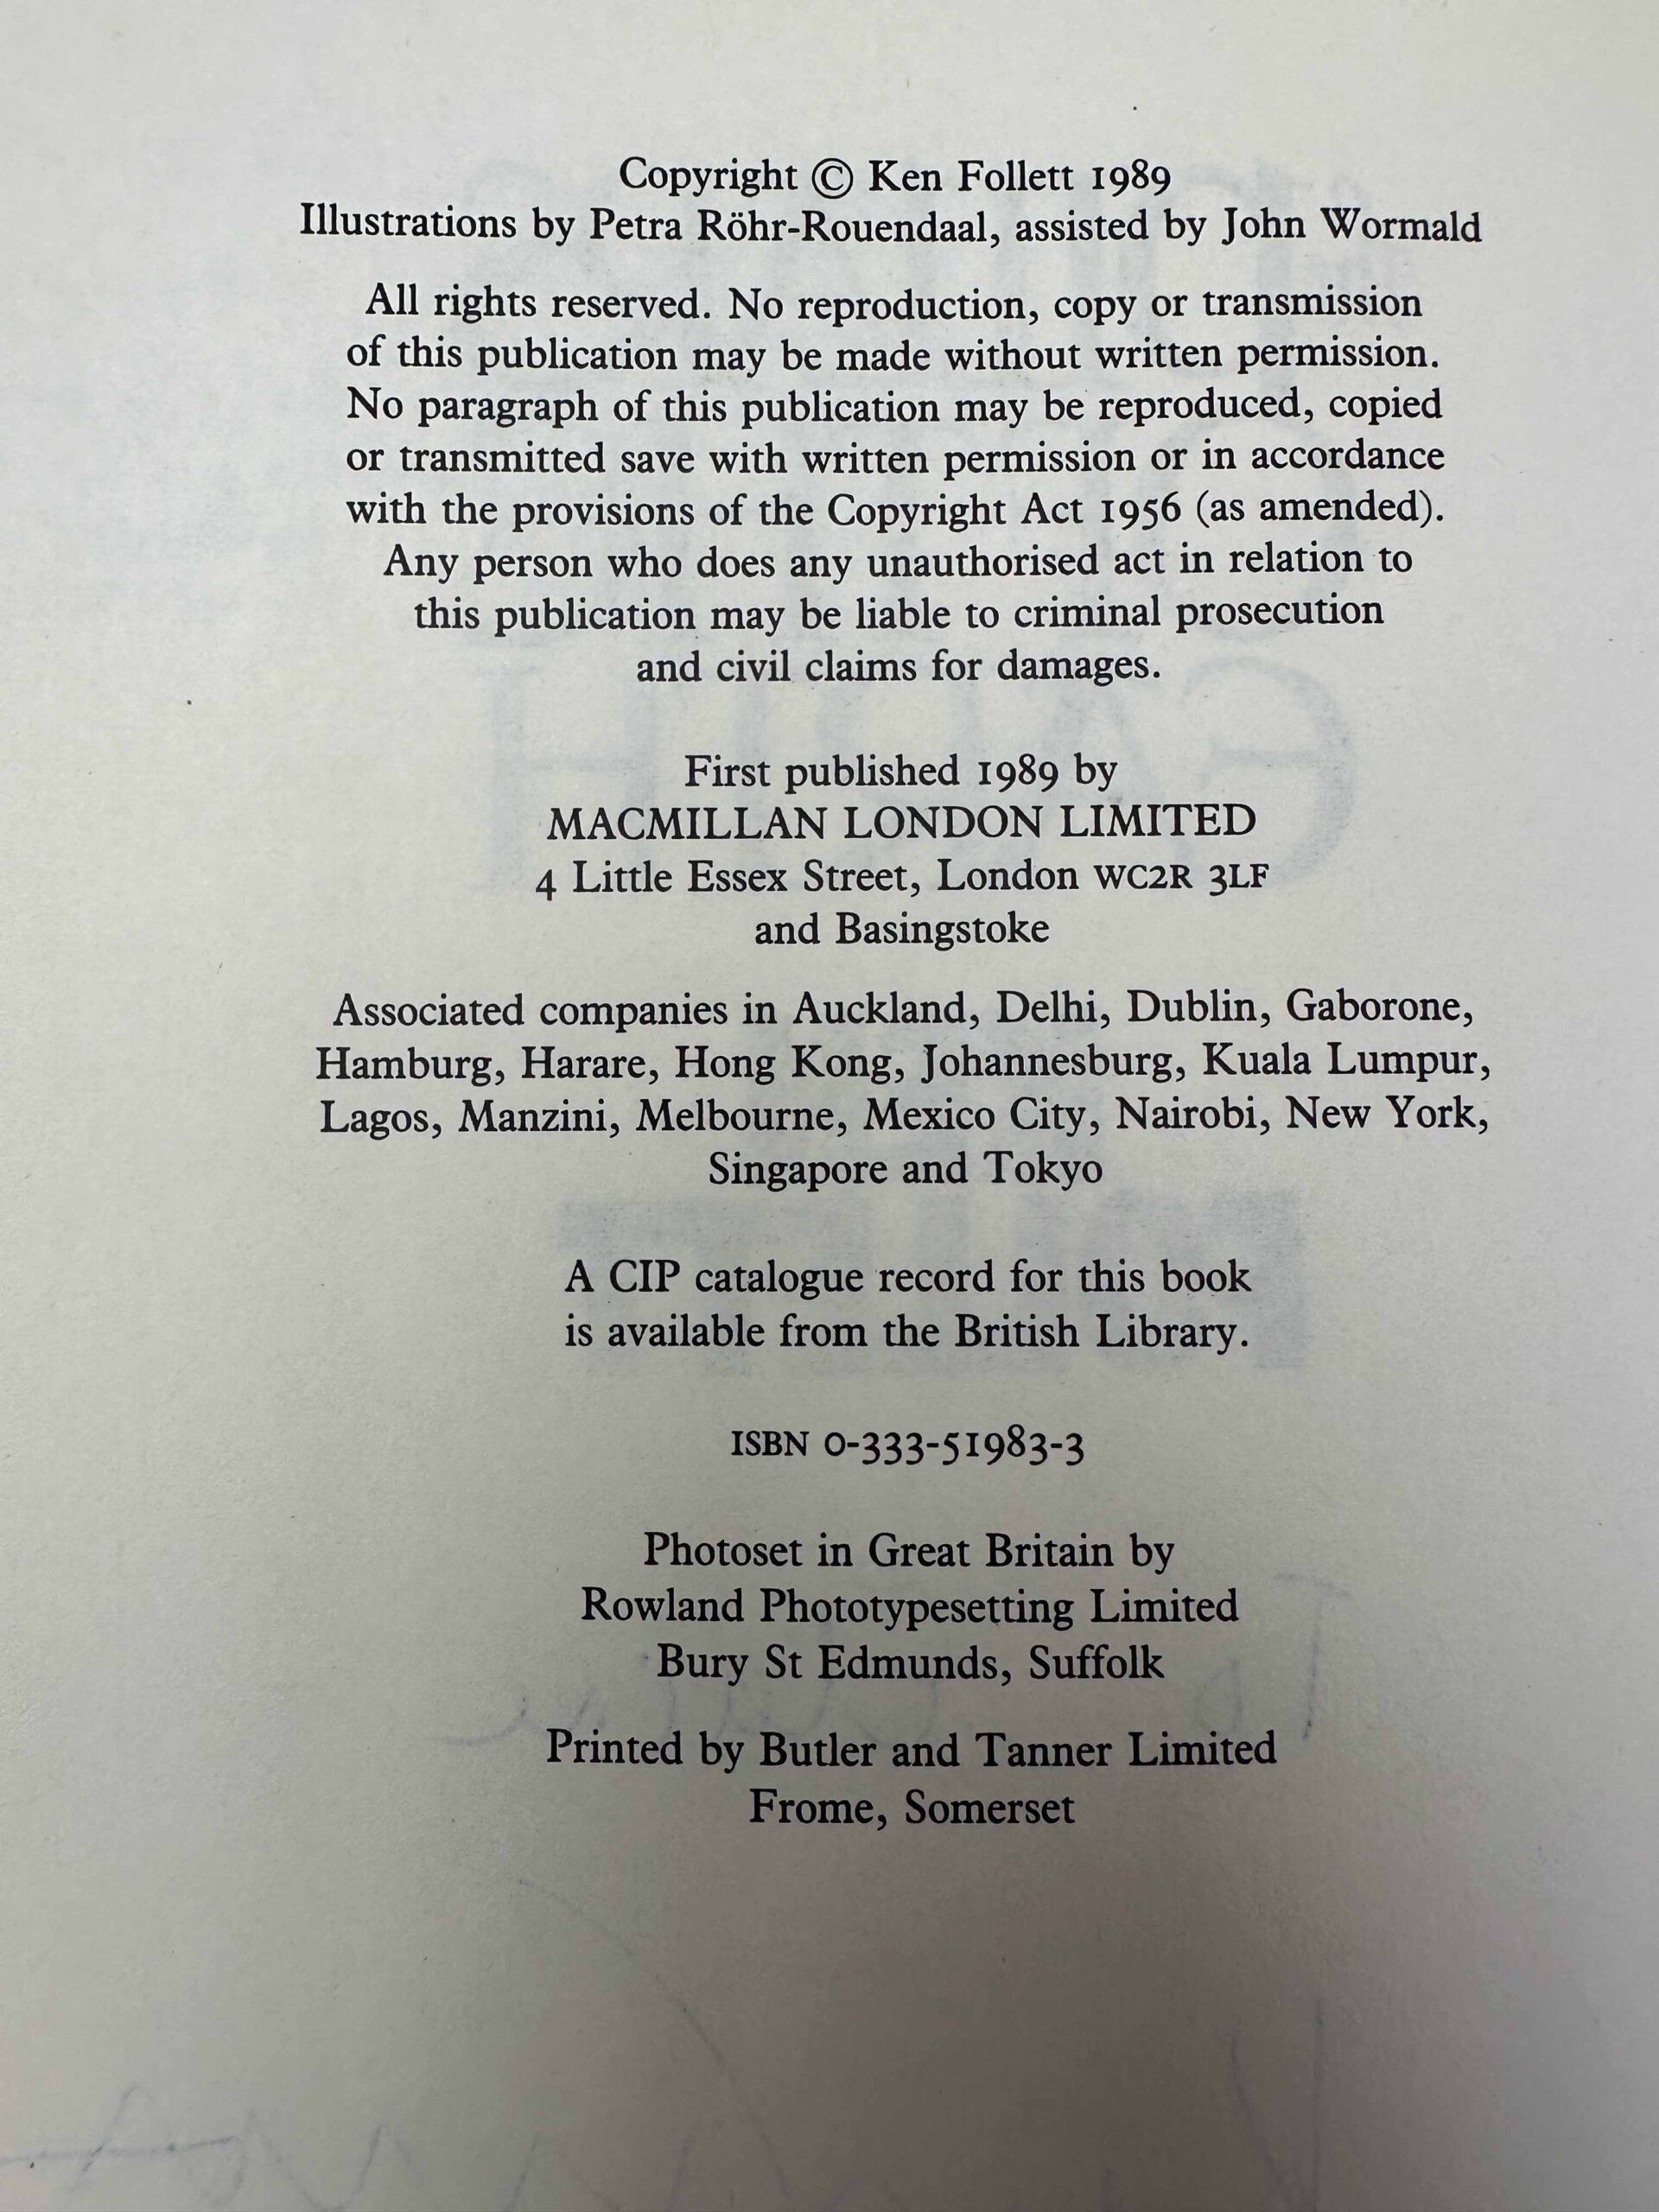 Copyright © Ken Follett 1989
Illustrations by Petra Röhr-Rouendaal, assisted by John Wormald
All rights reserved. No reproduction, copy or transmission
of this publication may be made without written permission.
No paragraph of this publication may be reproduced, copied
or transmitted save with written permission or in accordance
with the provisions of the Copyright Act 1956 (as amended).
Any person who does any unauthorised act in relation to
this publication may be liable to criminal prosecution
and civil claims for damages.
First published 1989 by
MACMILLAN LONDON LIMITED
4 Little Essex Street, London WC2R 3LF
and Basingstoke
Associated companies in Auckland, Delhi, Dublin, Gaborone,
Hamburg, Harare, Hong Kong, Johannesburg, Kuala Lumpur,
Lagos, Manzini, Melbourne, Mexico City, Nairobi, New York,
Singapore and Tokyo
A CIP catalogue record for this book
is available from the British Library.
ISBN 0-333-51983-3
Photoset in Great Britain by
Rowland Phototypesetting Limited
Bury St Edmunds, Suffolk
Printed by Butler and Tanner Limited
Frome, Somerset